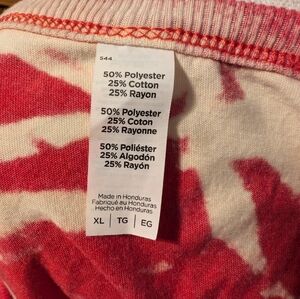 544
50% Polyester
25% Cotton
25% Rayon
50% Polyester
25% Coton
25% Rayonne
50% Poliéster
25% Algodón
25% Rayón
Made in Honduras
Fabriqué au Honduras
Hecho en Honduras
XL | TG | EG